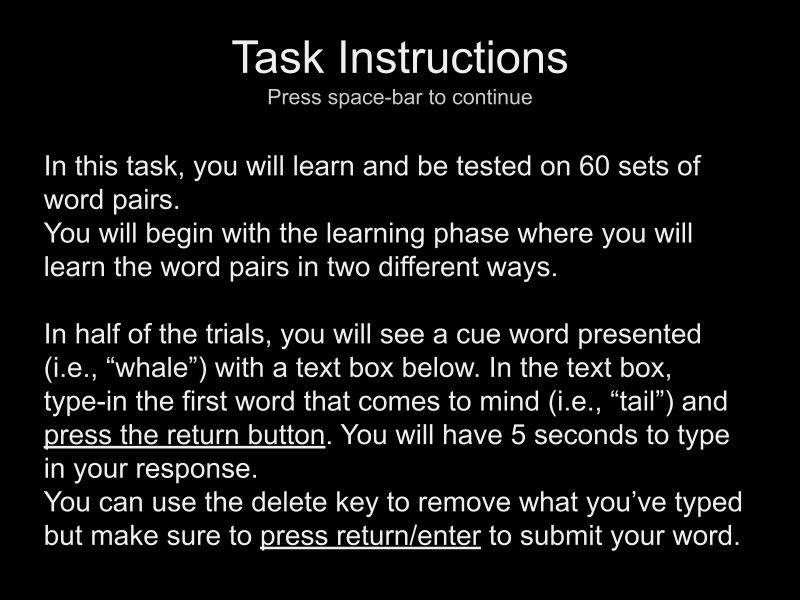 Task Instructions
Press space-bar to continue
In this task, you will learn and be tested on 60 sets of
word pairs.
You will begin with the learning phase where you will
learn the word pairs in two different ways.
In half of the trials, you will see a cue word presented
(i.e., “whale”) with a text box below. In the text box,
type-in the first word that comes to mind (i.e., “tail”) and
press the return button. You will have 5 seconds to type
in your response.
You can use the delete key to remove what you’ve typed
but make sure to press return/enter to submit your word.